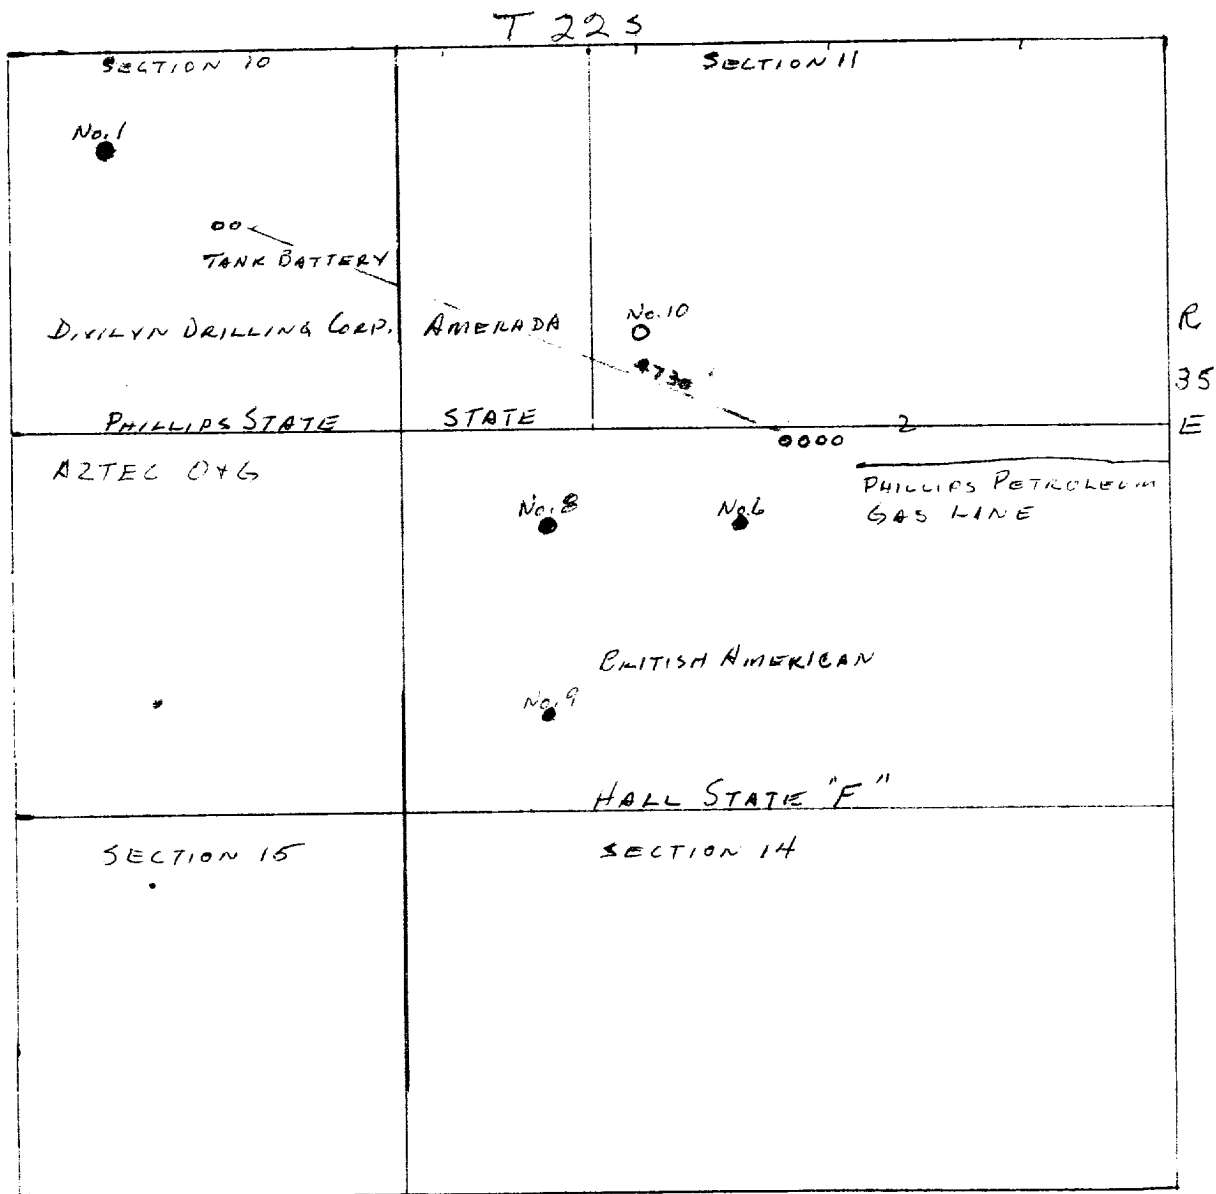 T 22 S
SECTION 10
SECTION 11
No. 1
TANK BATTERY
No. 10
DIVILYN DRILLING CORP.
AMERADA
R
35
E
4730
PHILLIPS STATE
STATE
2
AZTEC O & G
PHILLIPS PETROLEUM
GAS LINE
No. 8
No. 6
BRITISH AMERICAN
No. 9
HALL STATE "F"
SECTION 15
SECTION 14